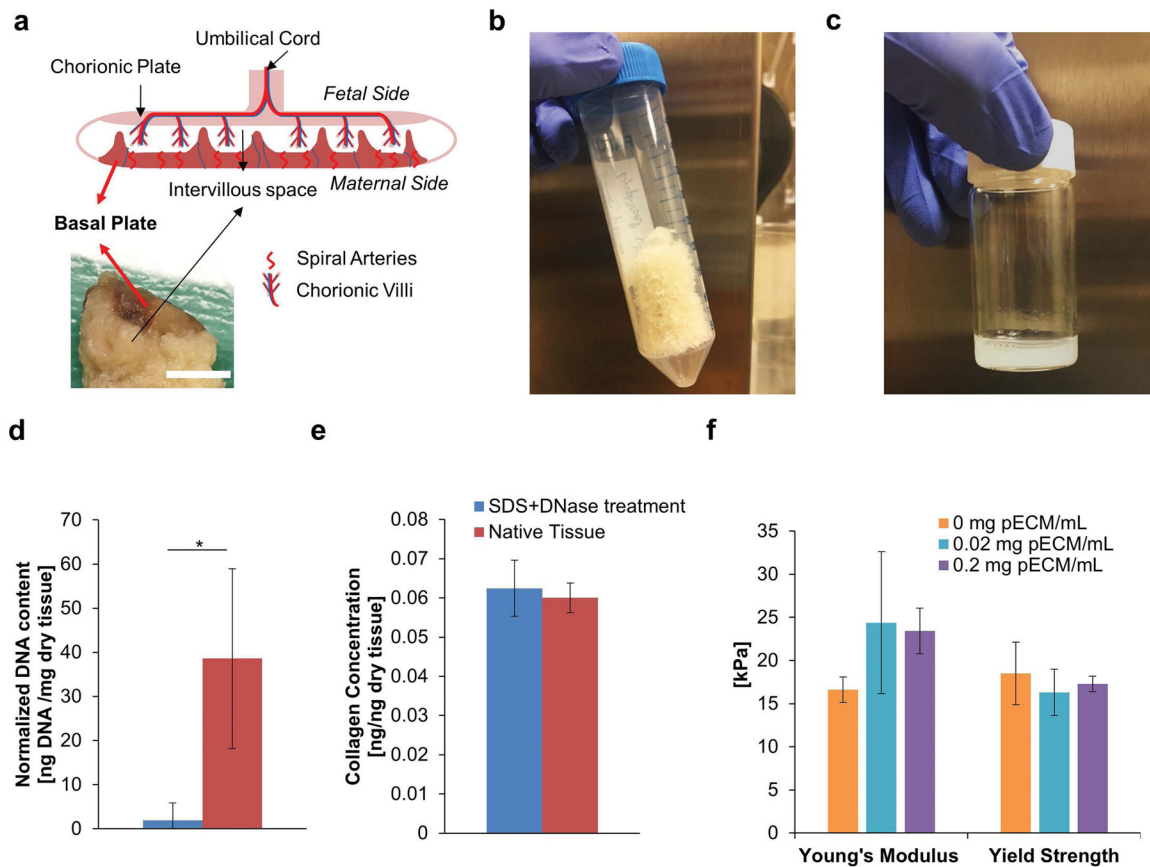 a
Umbilical Cord
Chorionic Plate
Fetal Side
Intervillous space
Maternal Side
Basal Plate
Spiral Arteries
Chorionic Villi
b
c
d
Normalized DNA content
[ng DNA /mg dry tissue]
70
60
50
40
30
20
10
0
*
e
SDS+DNase treatment
Native Tissue
Collagen Concentration
[ng/ng dry tissue]
0.08
0.07
0.06
0.05
0.04
0.03
0.02
0.01
0
f
0 mg pECM/mL
0.02 mg pECM/mL
0.2 mg pECM/mL
[kPa]
35
30
25
20
15
10
5
0
Young's Modulus
Yield Strength